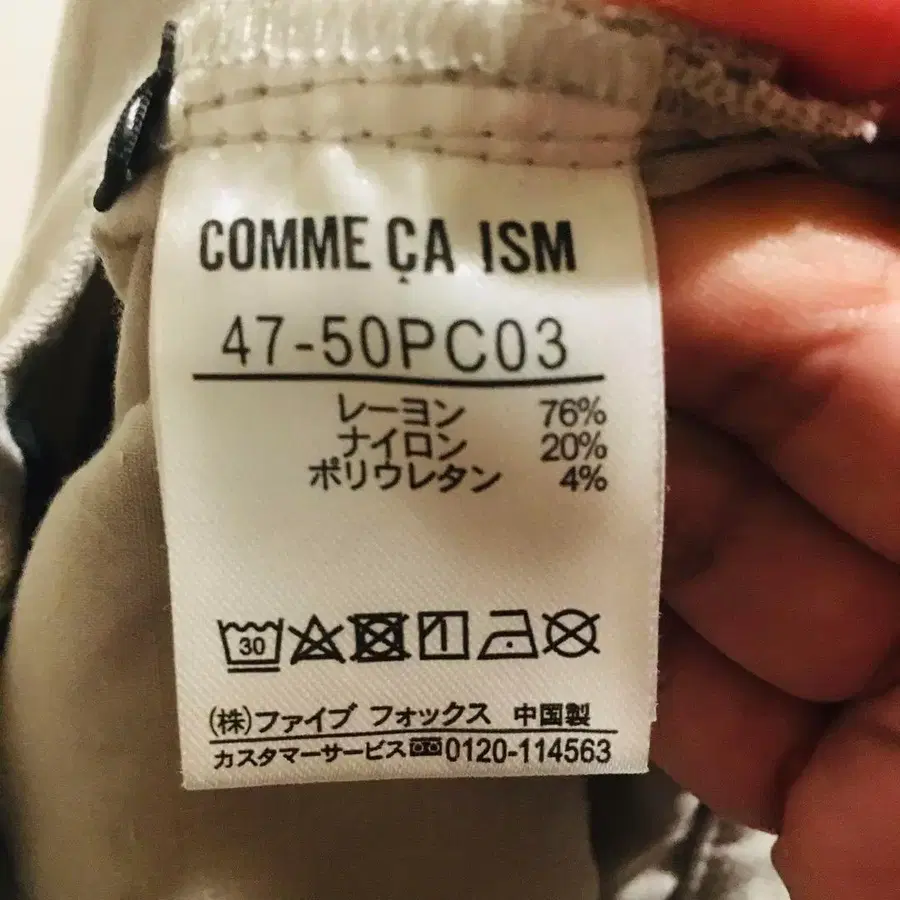 COMME ÇA ISM
47-50PC03
レーヨン 76%
ナイロン 20%
ポリウレタン 4%
30
(株)ファイブ フォックス 中国製
カスタマーサービス 0120-114563